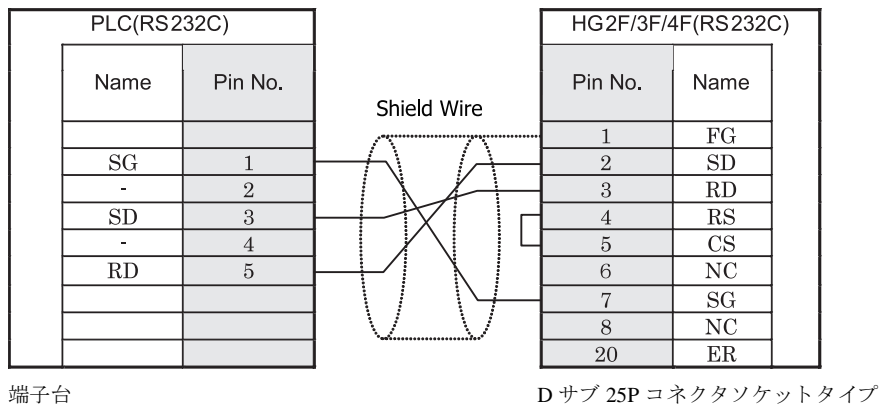 PLC(RS232C) HG2F/3F/4F(RS232C)
Name Pin No. Pin No. Name
Shield Wire
1 FG
SG 1 2 SD
- 2 3 RD
SD 3 4 RS
- 4 5 CS
RD 5 6 NC
7 SG
8 NC
20 ER
端子台 D サブ 25P コネクタソケットタイプ